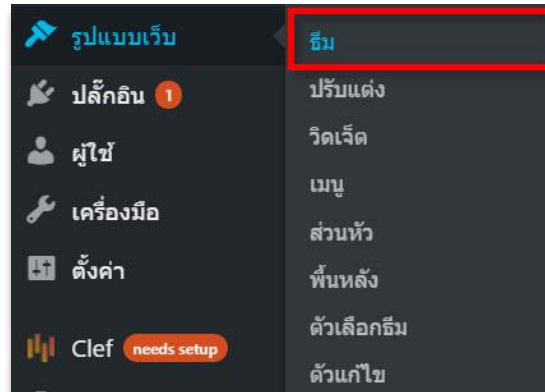 รูปแบบเว็บ
ปลั๊กอิน 1
ผู้ใช้
เครื่องมือ
ตั้งค่า
Clef needs setup
ธีม
ปรับแต่ง
วิดเจ็ต
เมนู
ส่วนหัว
พื้นหลัง
ตัวเลือกธีม
ตัวแก้ไข